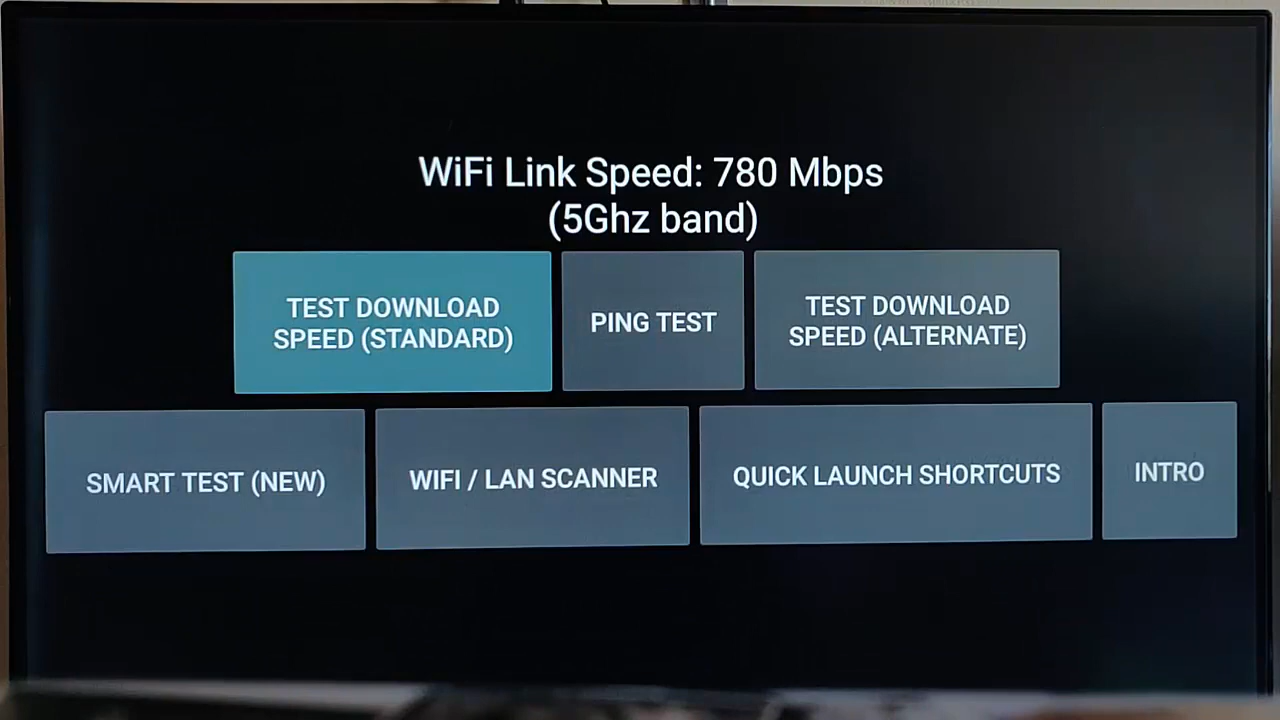 WiFi Link Speed: 780 Mbps
(5Ghz band)
TEST DOWNLOAD
SPEED (STANDARD)
PING TEST
TEST DOWNLOAD
SPEED (ALTERNATE)
SMART TEST (NEW)
WIFI / LAN SCANNER
QUICK LAUNCH SHORTCUTS
INTRO